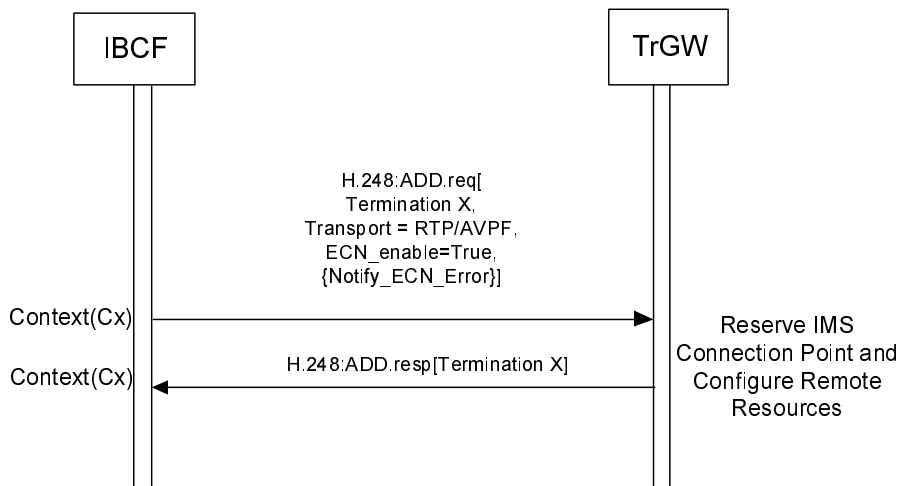 IBCF
TrGW
H.248:ADD.req[
Termination X,
Transport = RTP/AVPF,
ECN_enable=True,
{Notify_ECN_Error}]
Context(Cx)
Reserve IMS
Connection Point and
Configure Remote
Resources
H.248:ADD.resp[Termination X]
Context(Cx)